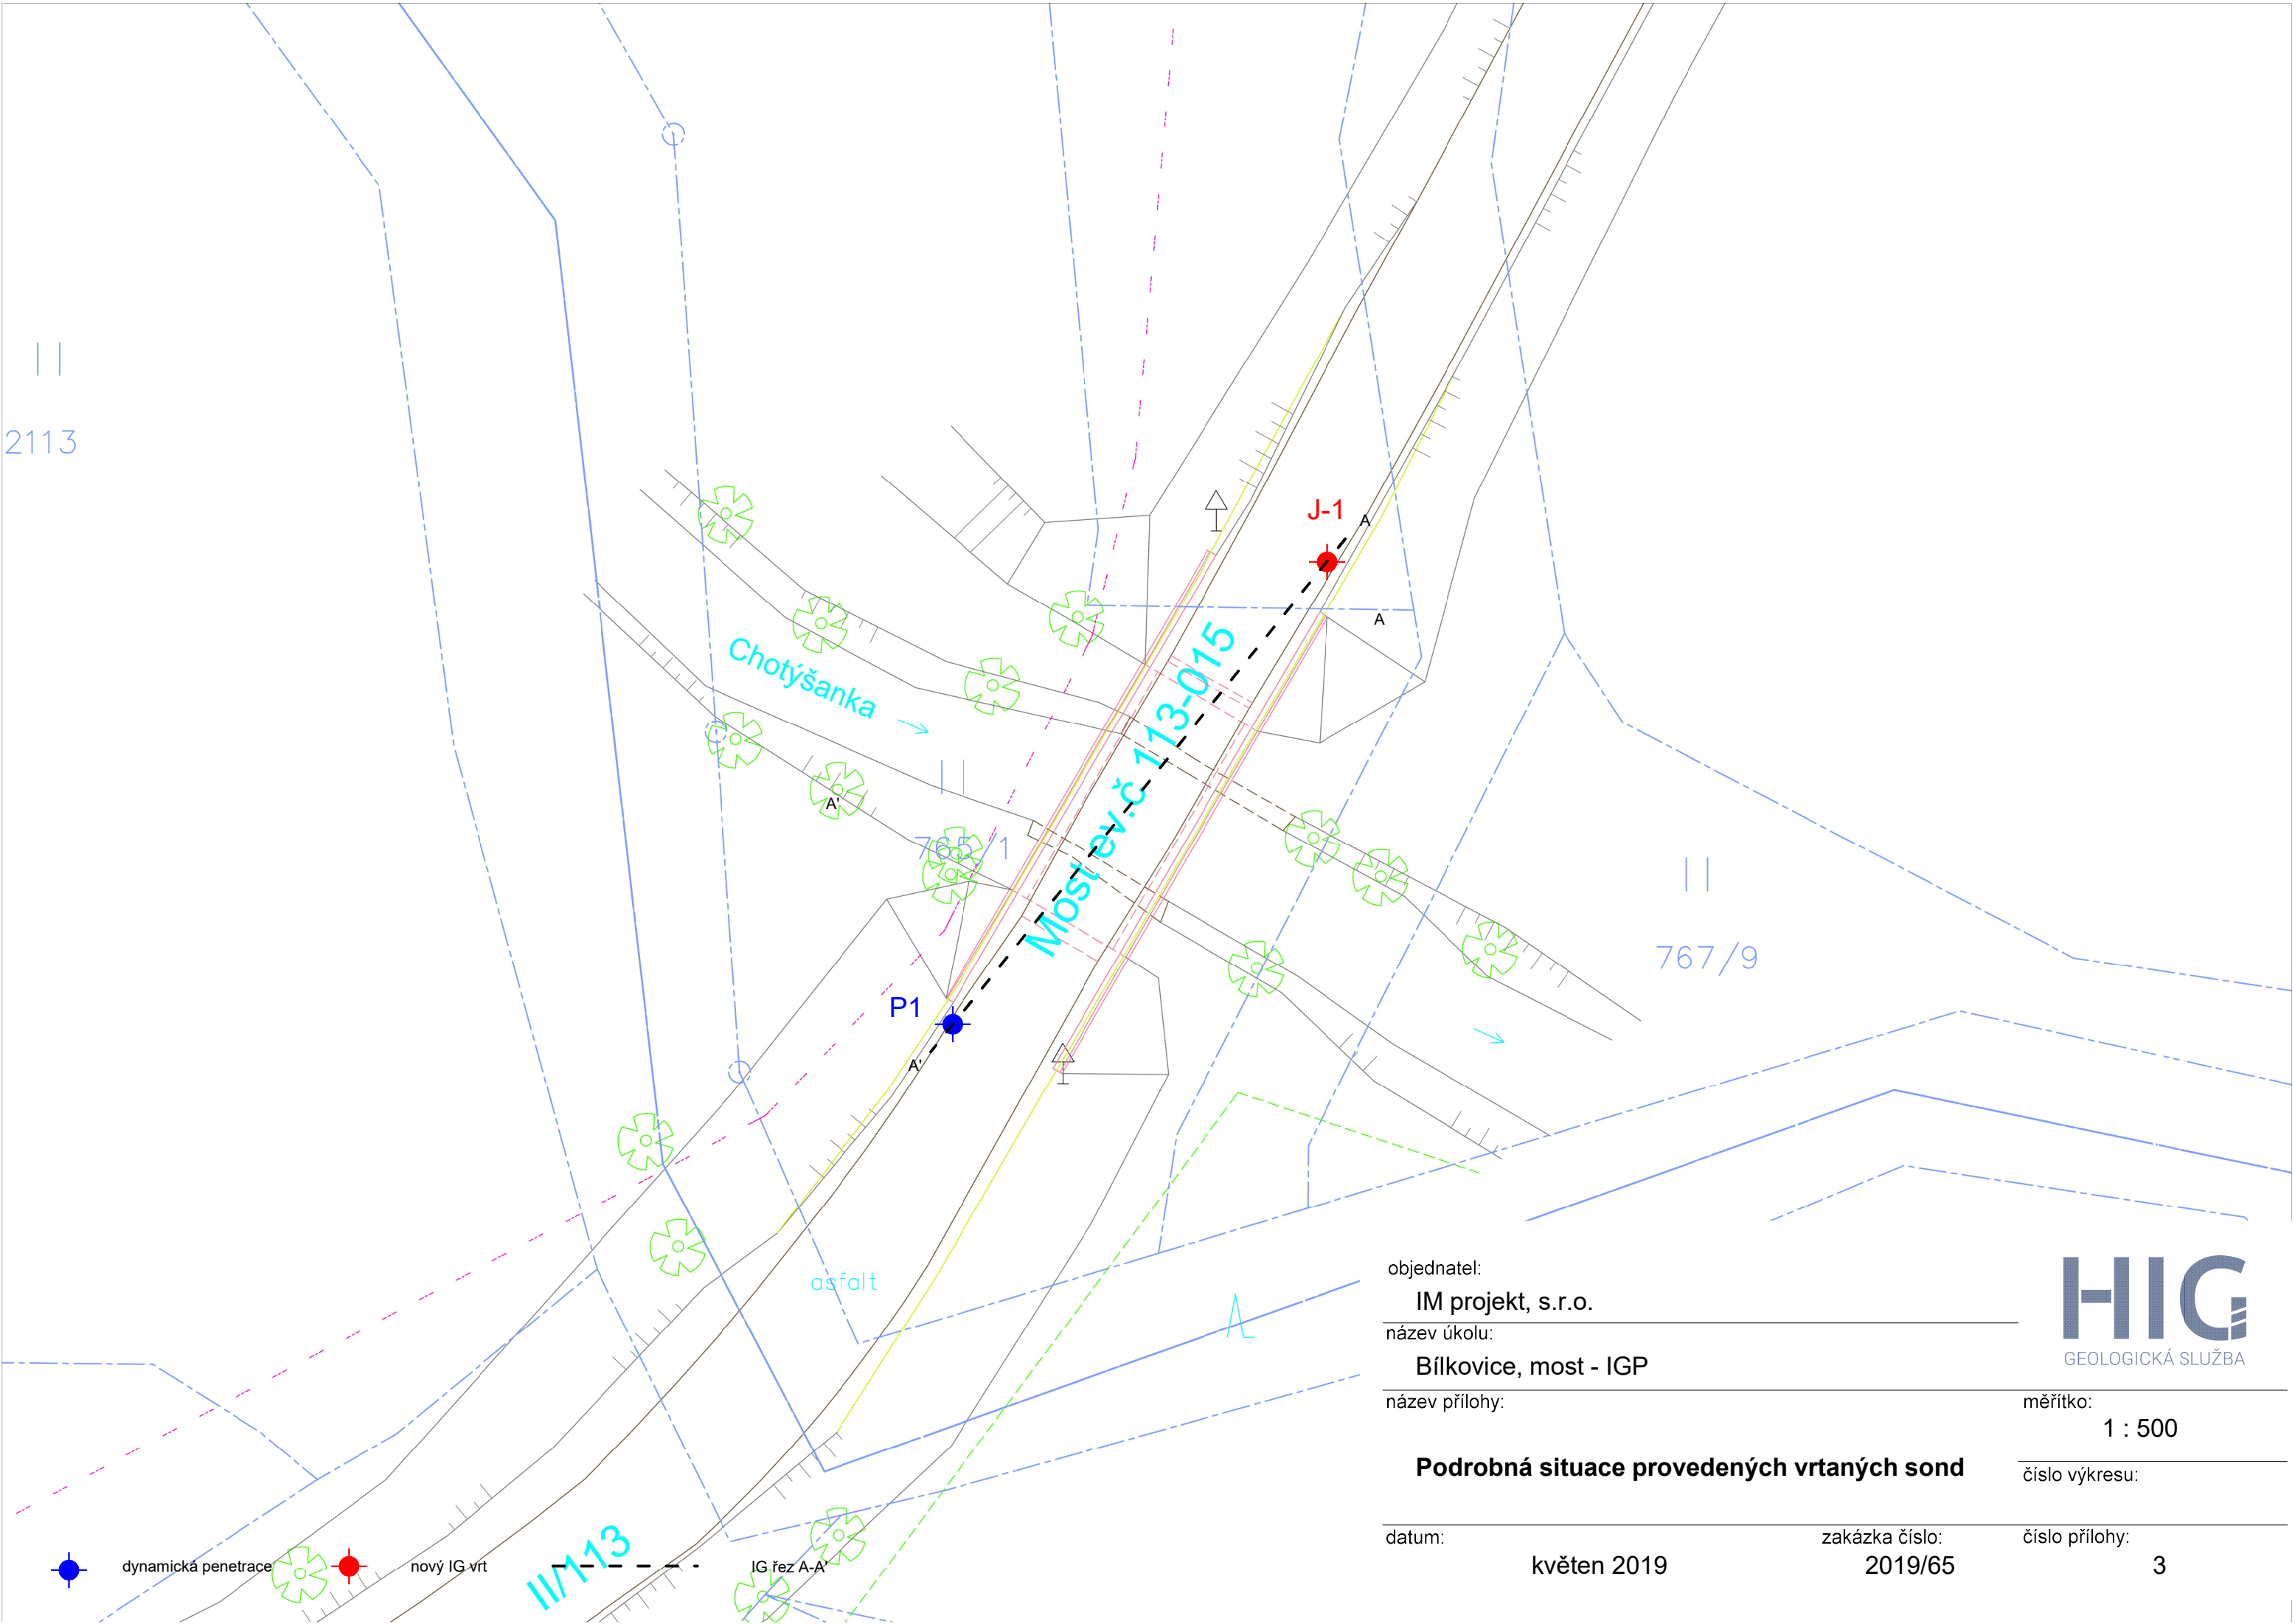 2113
J-1
A
A
Chotýšanka
Most ev.č 113-015
A'
765/1
767/9
P1
A'
asfalt
II/113
dynamická penetrace
nový IG vrt
IG řez A-A'
objednatel:
IM projekt, s.r.o.
název úkolu:
Bílkovice, most - IGP
HIG
GEOLOGICKÁ SLUŽBA
název přílohy:
Podrobná situace provedených vrtaných sond
měřítko:
1 : 500
číslo výkresu:
datum:
květen 2019
zakázka číslo:
2019/65
číslo přílohy:
3